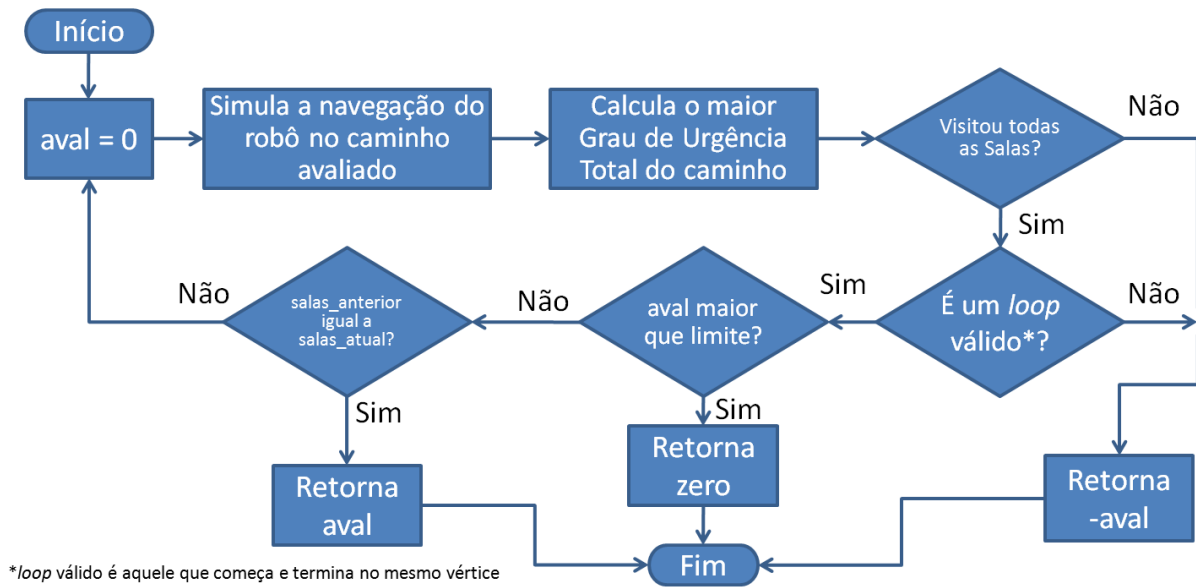 Início
aval = 0
Simula a navegação do
robô no caminho
avaliado
Calcula o maior
Grau de Urgência
Total do caminho
Visitou todas
as Salas?
Não
Sim
É um loop
válido*?
Não
Sim
aval maior
que limite?
Não
salas_anterior
igual a
salas_atual?
Não
Sim
Sim
Retorna
aval
Retorna
zero
Retorna
-aval
Fim
*loop válido é aquele que começa e termina no mesmo vértice